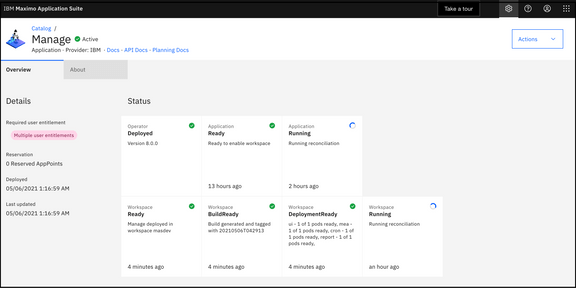 IBM Maximo Application Suite
Take a tour
Catalog /
Manage
Active
Application · Provider: IBM · Docs · API Docs · Planning Docs
Actions
Overview
About
Details
Required user entitlement
Multiple user entitlements
Reservation
0 Reserved AppPoints
Deployed
05/06/2021 1:16:59 AM
Last updated
05/06/2021 1:16:59 AM
Status
Operator
Deployed
Version 8.0.0
Application
Ready
Ready to enable workspace
13 hours ago
Application
Running
Running reconciliation
2 hours ago
Workspace
Ready
Manage deployed in
workspace masdev
4 minutes ago
Workspace
BuildReady
Build generated and tagged
with 20210506T042913
4 minutes ago
Workspace
DeploymentReady
ui - 1 of 1 pods ready, mea -
1 of 1 pods ready, cron - 1 of
1 pods ready, report - 1 of 1
pods ready,
4 minutes ago
Workspace
Running
Running reconciliation
an hour ago